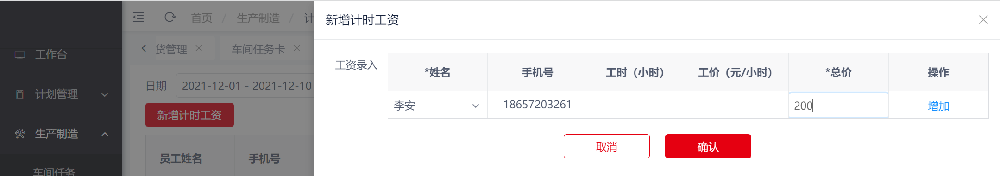 工作台
计划管理
生产制造
车间任务
首页 / 生产制造 / 计
货管理 车间任务卡
日期 2021-12-01 - 2021-12-10
新增计时工资
员工姓名 手机号
新增计时工资
工资录入
*姓名 手机号 工时（小时） 工价（元/小时） *总价 操作
李安 18657203261 200 增加
取消 确认